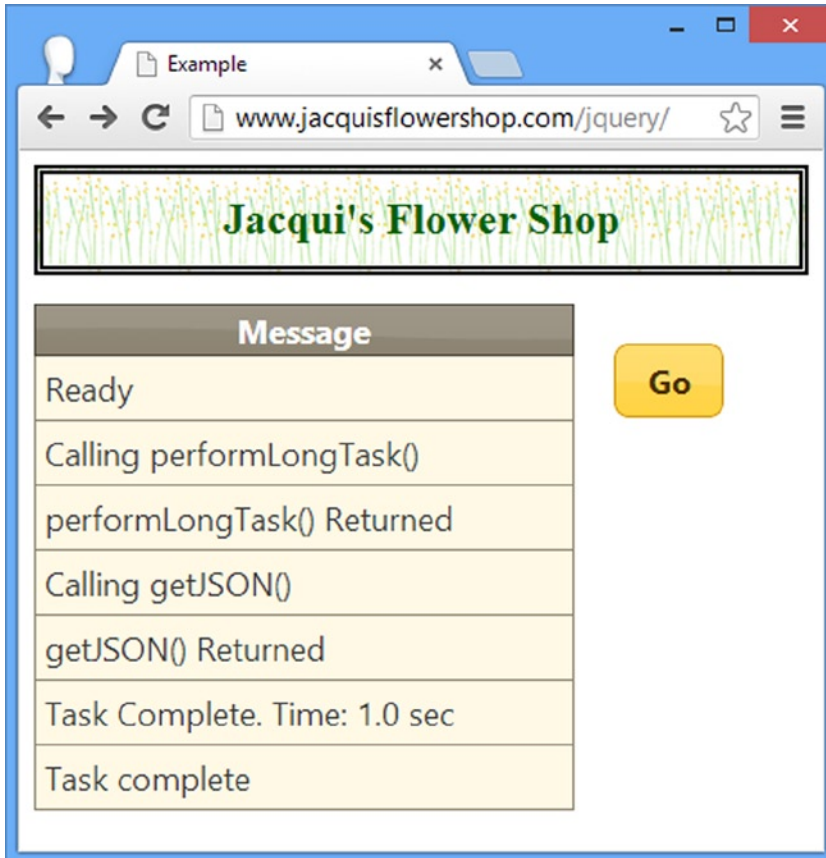 Example
www.jacquisflowershop.com/jquery/
Jacqui's Flower Shop
Message
Ready
Go
Calling performLongTask()
performLongTask() Returned
Calling getJSON()
getJSON() Returned
Task Complete. Time: 1.0 sec
Task complete